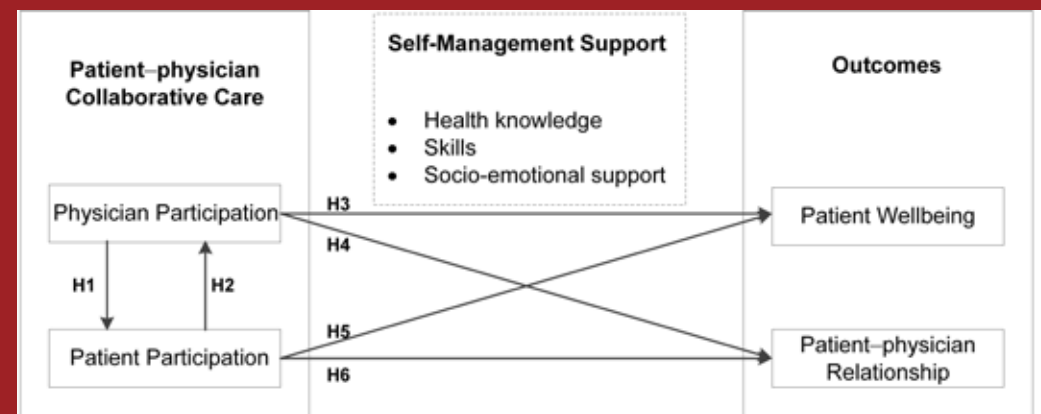 Patient–physician
Collaborative Care
Self-Management Support
• Health knowledge
• Skills
• Socio-emotional support
Outcomes
Physician Participation
H1
H2
Patient Participation
H3
H4
H5
H6
Patient Wellbeing
Patient–physician
Relationship